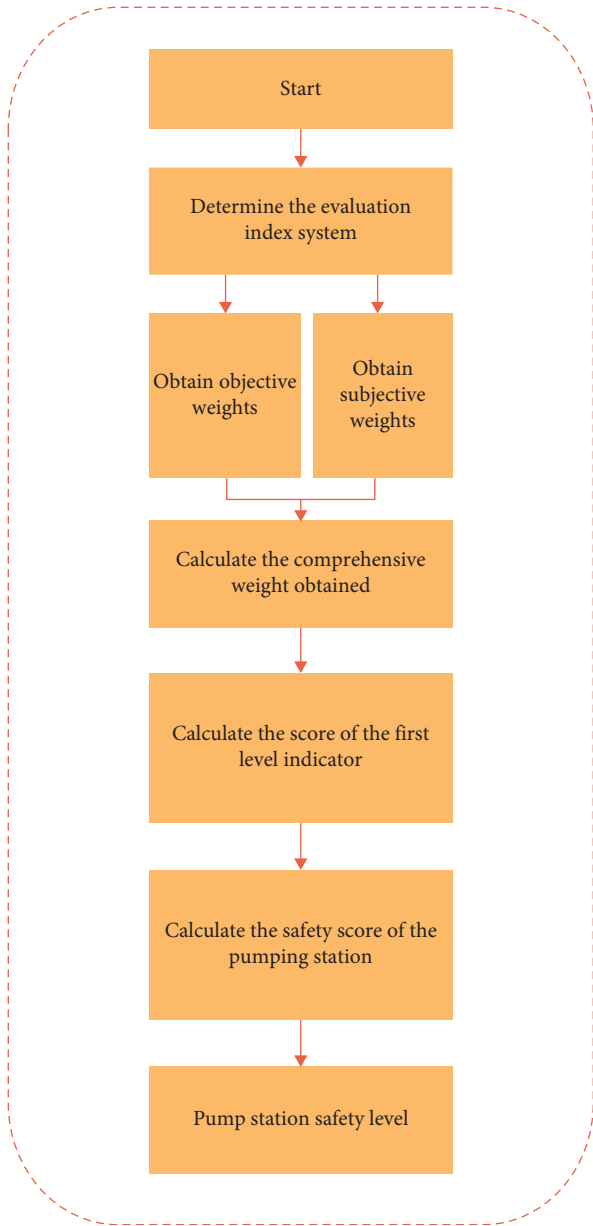 Start
Determine the evaluation
index system
Obtain objective
weights
Obtain
subjective
weights
Calculate the comprehensive
weight obtained
Calculate the score of the first
level indicator
Calculate the safety score of the
pumping station
Pump station safety level